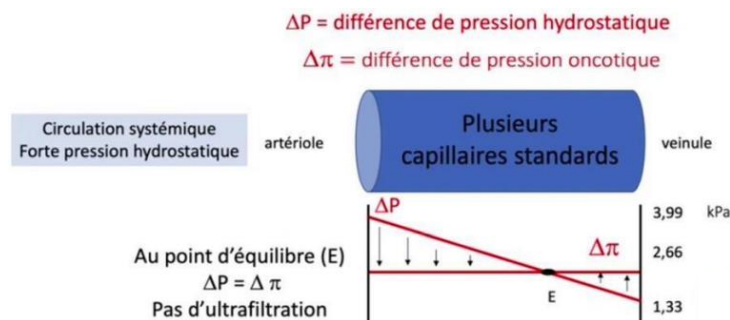 ΔP = différence de pression hydrostatique
Δπ = différence de pression oncotique
Circulation systémique
Forte pression hydrostatique
artériole
Plusieurs
capillaires standards
veinule
ΔP
3,99 kPa
Δπ
2,66
Au point d'équilibre (E)
ΔP = Δ π
Pas d'ultrafiltration
E
1,33